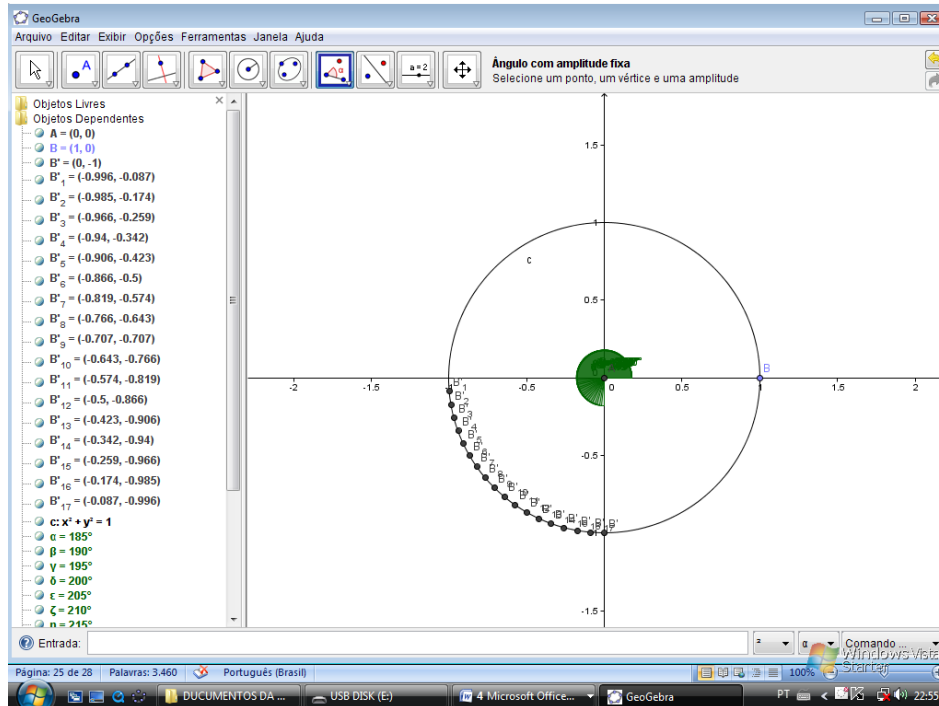 GeoGebra
Arquivo Editar Exibir Opções Ferramentas Janela Ajuda
A
α
a = 2
Ângulo com amplitude fixa
Selecione um ponto, um vértice e uma amplitude
Objetos Livres
Objetos Dependentes
A = (0, 0)
B = (1, 0)
B' = (0, -1)
B'1 = (-0.996, -0.087)
B'2 = (-0.985, -0.174)
B'3 = (-0.966, -0.259)
B'4 = (-0.94, -0.342)
B'5 = (-0.906, -0.423)
B'6 = (-0.866, -0.5)
B'7 = (-0.819, -0.574)
B'8 = (-0.766, -0.643)
B'9 = (-0.707, -0.707)
B'10 = (-0.643, -0.766)
B'11 = (-0.574, -0.819)
B'12 = (-0.5, -0.866)
B'13 = (-0.423, -0.906)
B'14 = (-0.342, -0.94)
B'15 = (-0.259, -0.966)
B'16 = (-0.174, -0.985)
B'17 = (-0.087, -0.996)
c: x² + y² = 1
α = 185°
β = 190°
γ = 195°
δ = 200°
ε = 205°
ζ = 210°
η = 215°
1.5
1
c
0.5
B
-2 -1.5 -1 -0.5 0 0.5 1 1.5 2
-0.5
-1
-1.5
Entrada:
² α Comando ...
Windows Vista
Starter
Página: 25 de 28 Palavras: 3.460 Português (Brasil) 100%
DUCUMENTOS DA ... USB DISK (E:) 4 Microsoft Office... GeoGebra PT 22:55